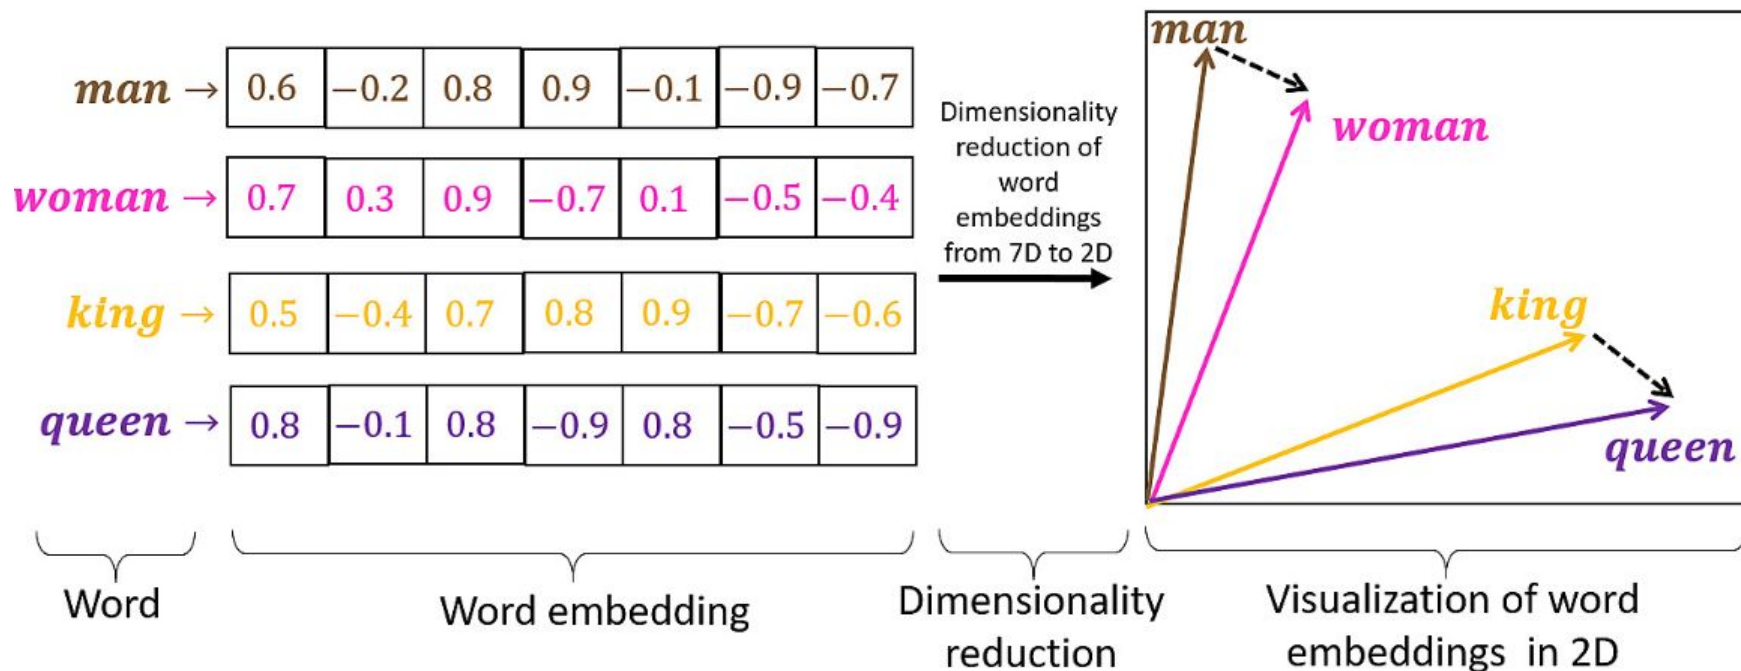 man → 0.6 −0.2 0.8 0.9 −0.1 −0.9 −0.7
woman → 0.7 0.3 0.9 −0.7 0.1 −0.5 −0.4
king → 0.5 −0.4 0.7 0.8 0.9 −0.7 −0.6
queen → 0.8 −0.1 0.8 −0.9 0.8 −0.5 −0.9
Dimensionality
reduction of
word
embeddings
from 7D to 2D
man
woman
king
queen
Word
Word embedding
Dimensionality
reduction
Visualization of word
embeddings in 2D